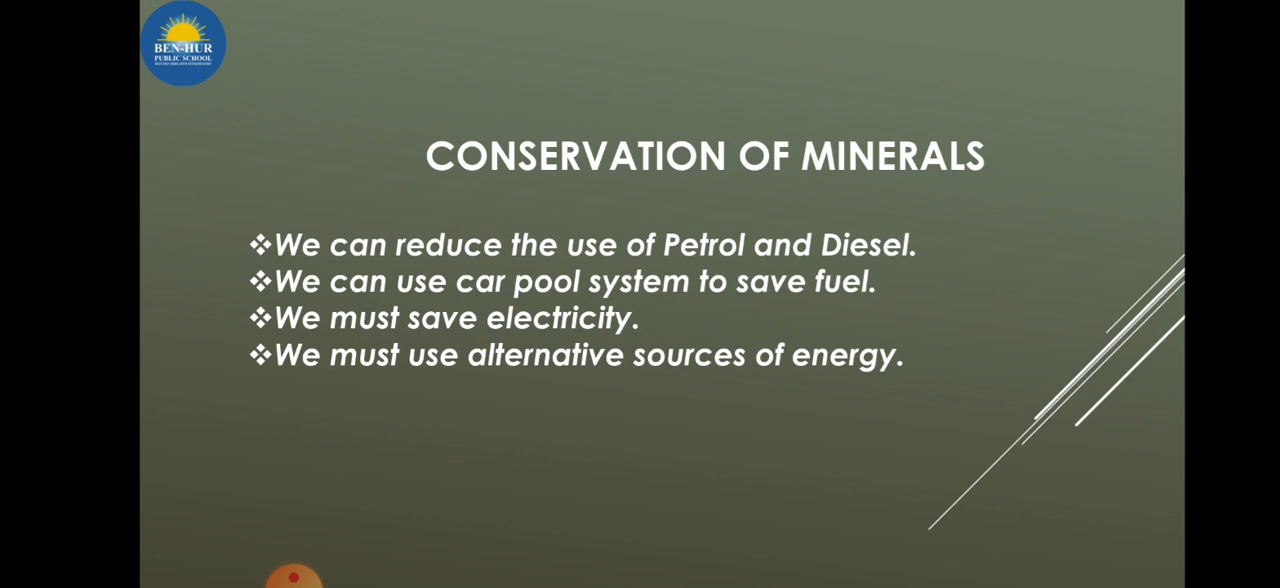 BEN-HUR
PUBLIC SCHOOL
CONSERVATION OF MINERALS
❖We can reduce the use of Petrol and Diesel.
❖We can use car pool system to save fuel.
❖We must save electricity.
❖We must use alternative sources of energy.